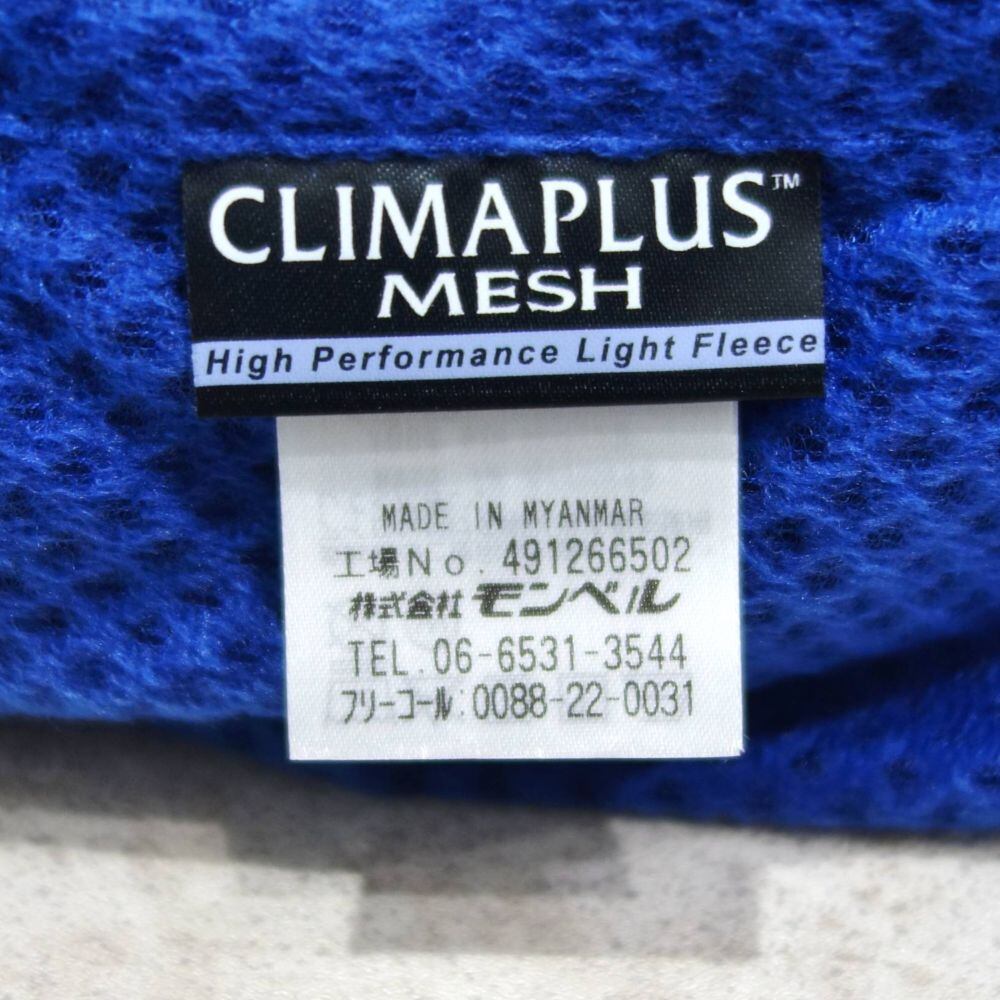 CLIMAPLUS™
MESH
High Performance Light Fleece
MADE IN MYANMAR
工場No. 491266502
株式会社 モンベル
TEL. 06-6531-3544
フリーコール:0088-22-0031